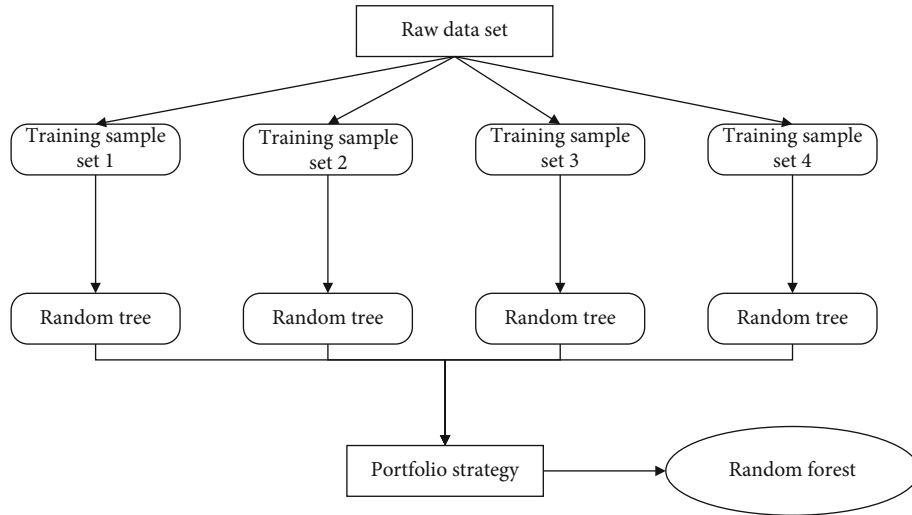 Raw data set
Training sample
set 1
Training sample
set 2
Training sample
set 3
Training sample
set 4
Random tree
Random tree
Random tree
Random tree
Portfolio strategy
Random forest